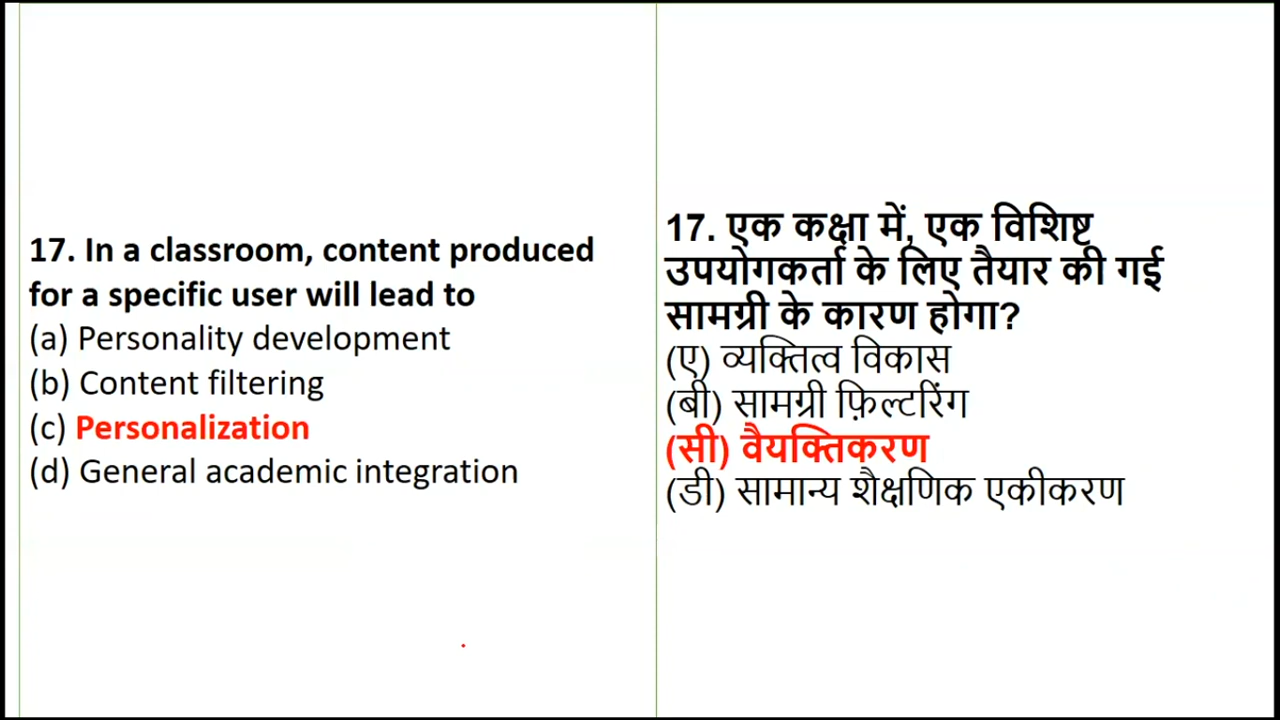 17. In a classroom, content produced
for a specific user will lead to
(a) Personality development
(b) Content filtering
(c) Personalization
(d) General academic integration
17. एक कक्षा में, एक विशिष्ट
उपयोगकर्ता के लिए तैयार की गई
सामग्री के कारण होगा?
(ए) व्यक्तित्व विकास
(बी) सामग्री फ़िल्टरिंग
(सी) वैयक्तिकरण
(डी) सामान्य शैक्षणिक एकीकरण